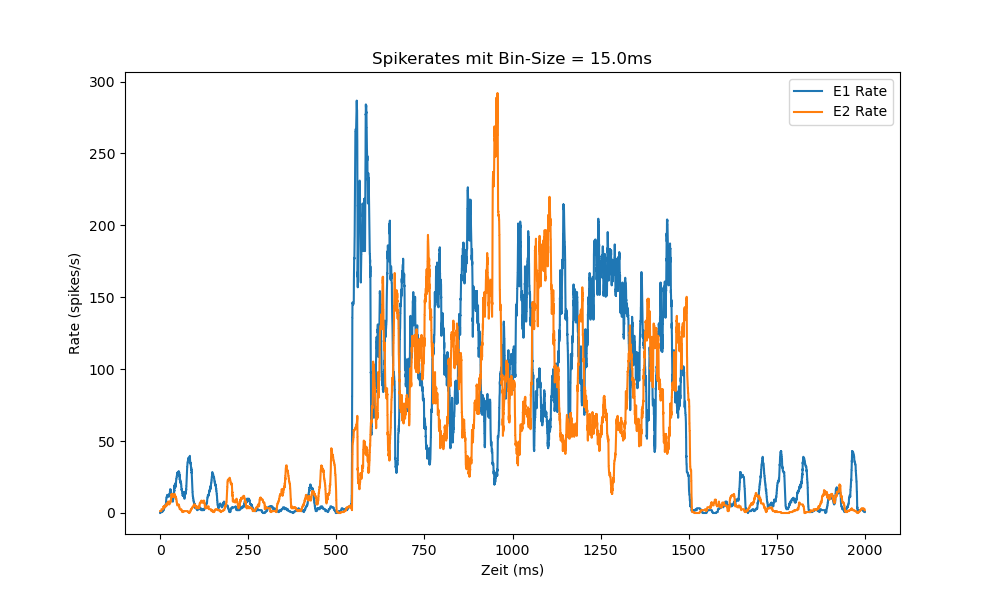 Spikerates mit Bin-Size = 15.0ms
300
250
200
150
100
50
0
Rate (spikes/s)
E1 Rate
E2 Rate
0 250 500 750 1000 1250 1500 1750 2000
Zeit (ms)